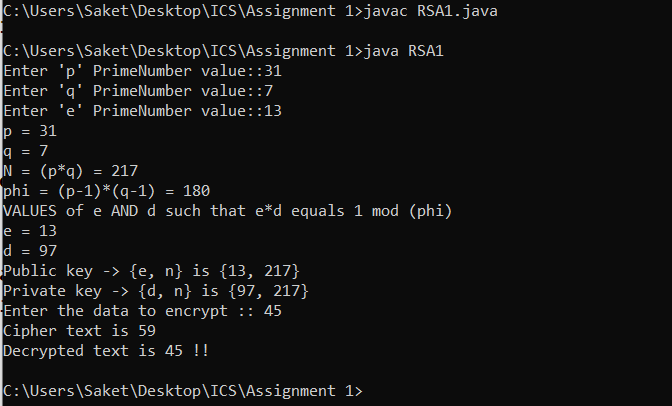 C:\Users\Saket\Desktop\ICS\Assignment 1>javac RSA1.java
C:\Users\Saket\Desktop\ICS\Assignment 1>java RSA1
Enter 'p' PrimeNumber value::31
Enter 'q' PrimeNumber value::7
Enter 'e' PrimeNumber value::13
p = 31
q = 7
N = (p*q) = 217
phi = (p-1)*(q-1) = 180
VALUES of e AND d such that e*d equals 1 mod (phi)
e = 13
d = 97
Public key -> {e, n} is {13, 217}
Private key -> {d, n} is {97, 217}
Enter the data to encrypt :: 45
Cipher text is 59
Decrypted text is 45 !!
C:\Users\Saket\Desktop\ICS\Assignment 1>